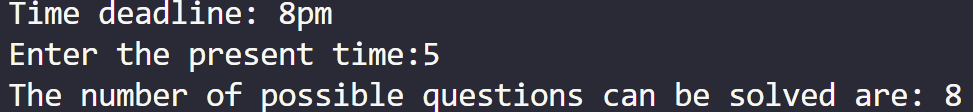 Time deadline: 8pm
Enter the present time:5
The number of possible questions can be solved are: 8